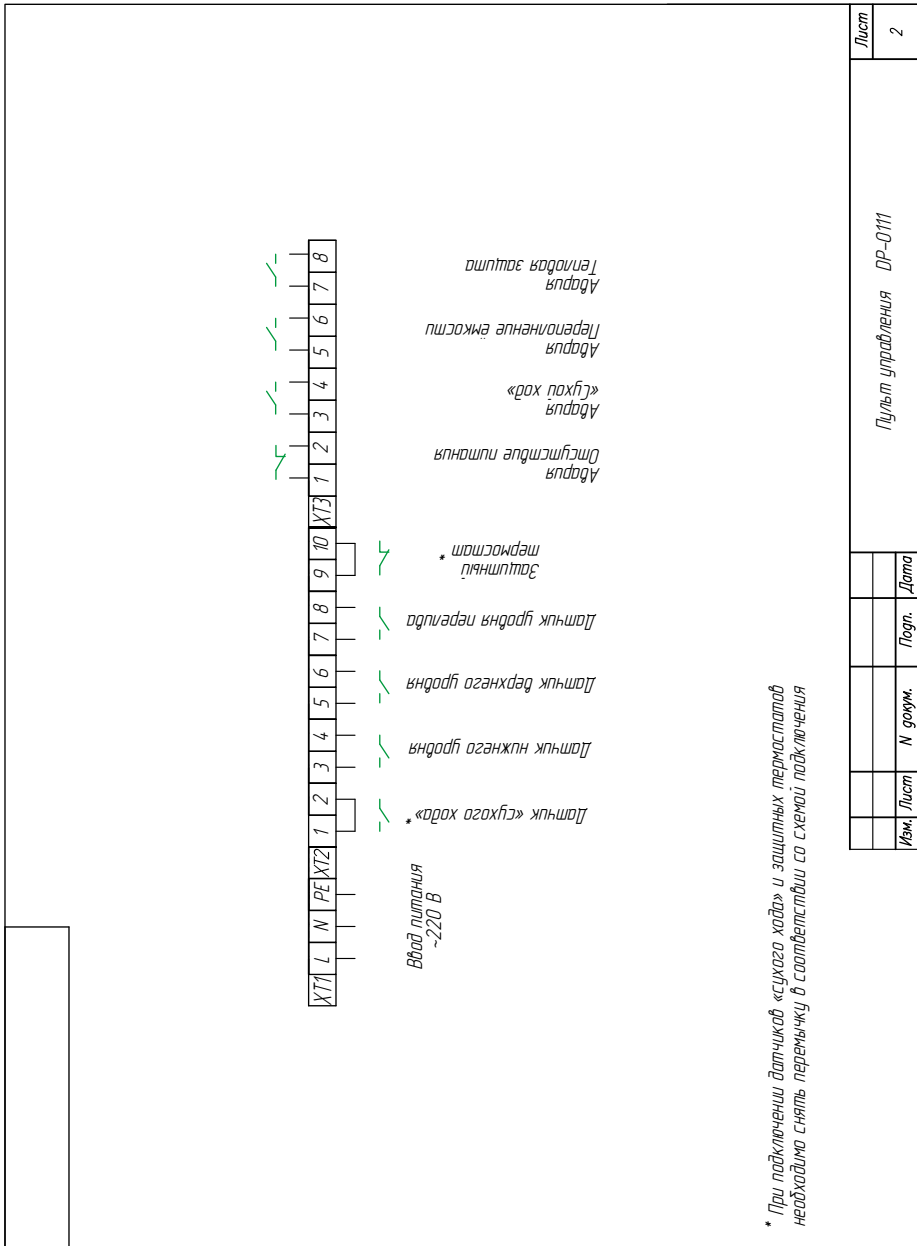 XT1 L N PE XT2 1 2 3 4 5 6 7 8 9 10 XT3 1 2 3 4 5 6 7 8
Ввод питания
~220 В
Датчик «сухого хода» *
Датчик нижнего уровня
Датчик верхнего уровня
Датчик уровня перелива
Защитный
термостат *
Авария
Отсутствие питания
Авария
«Сухой ход»
Авария
Переполнение ёмкости
Авария
Тепловая защита
* При подключении датчиков «сухого хода» и защитных термостатов
необходимо снять перемычку в соответствии со схемой подключения
Изм. Лист N докум. Подп. Дата
Пульт управления DP-0111
Лист
2